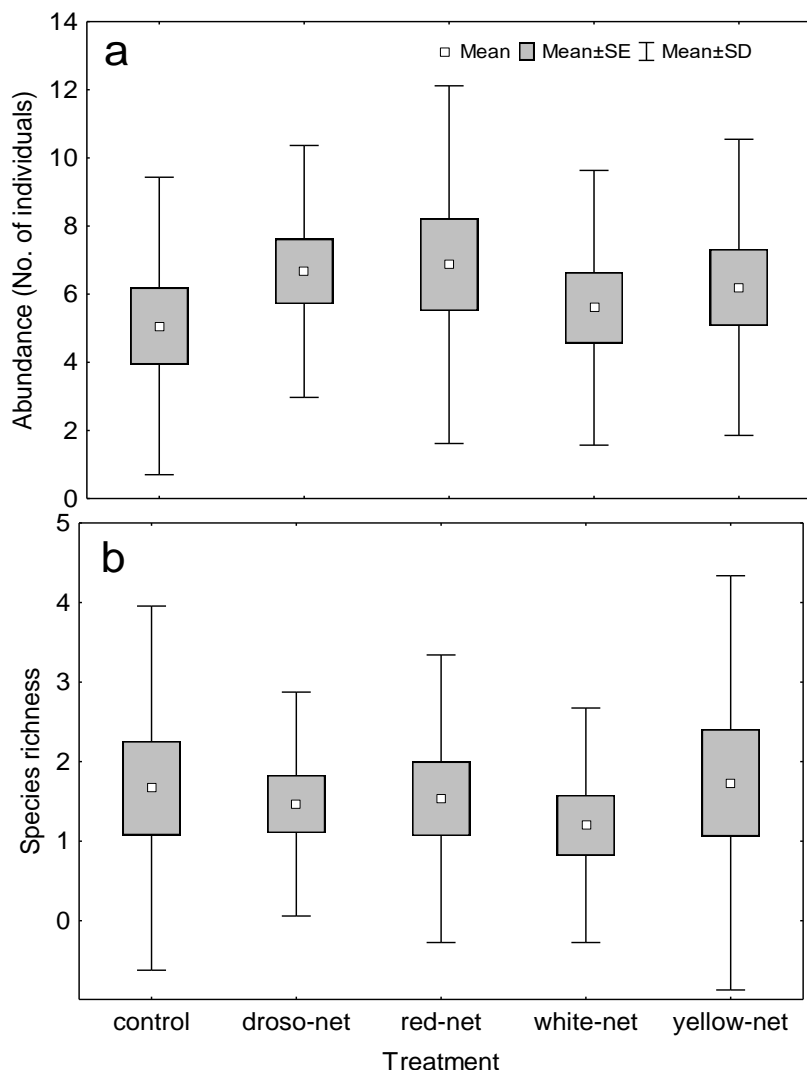 a
Mean Mean±SE Mean±SD
Abundance (No. of individuals)
14
12
10
8
6
4
2
0
b
Species richness
5
4
3
2
1
0
control droso-net red-net white-net yellow-net
Treatment